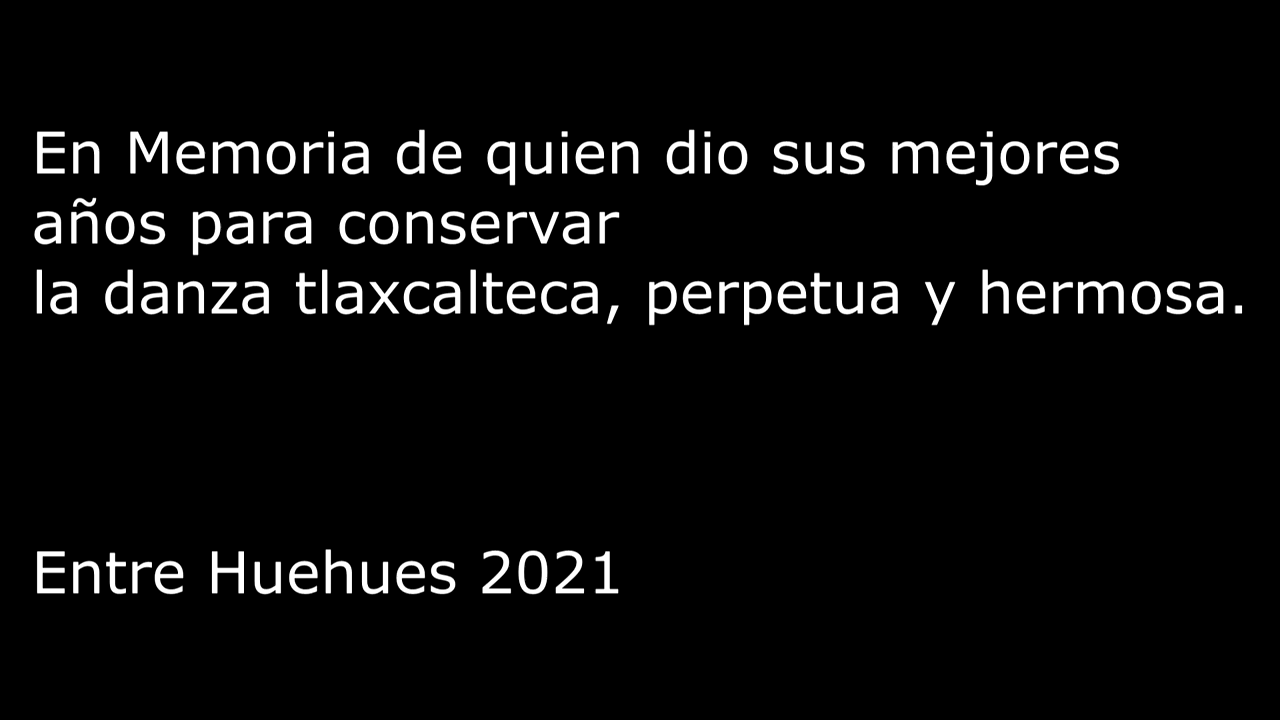 En Memoria de quien dio sus mejores
años para conservar
la danza tlaxcalteca, perpetua y hermosa.
Entre Huehues 2021